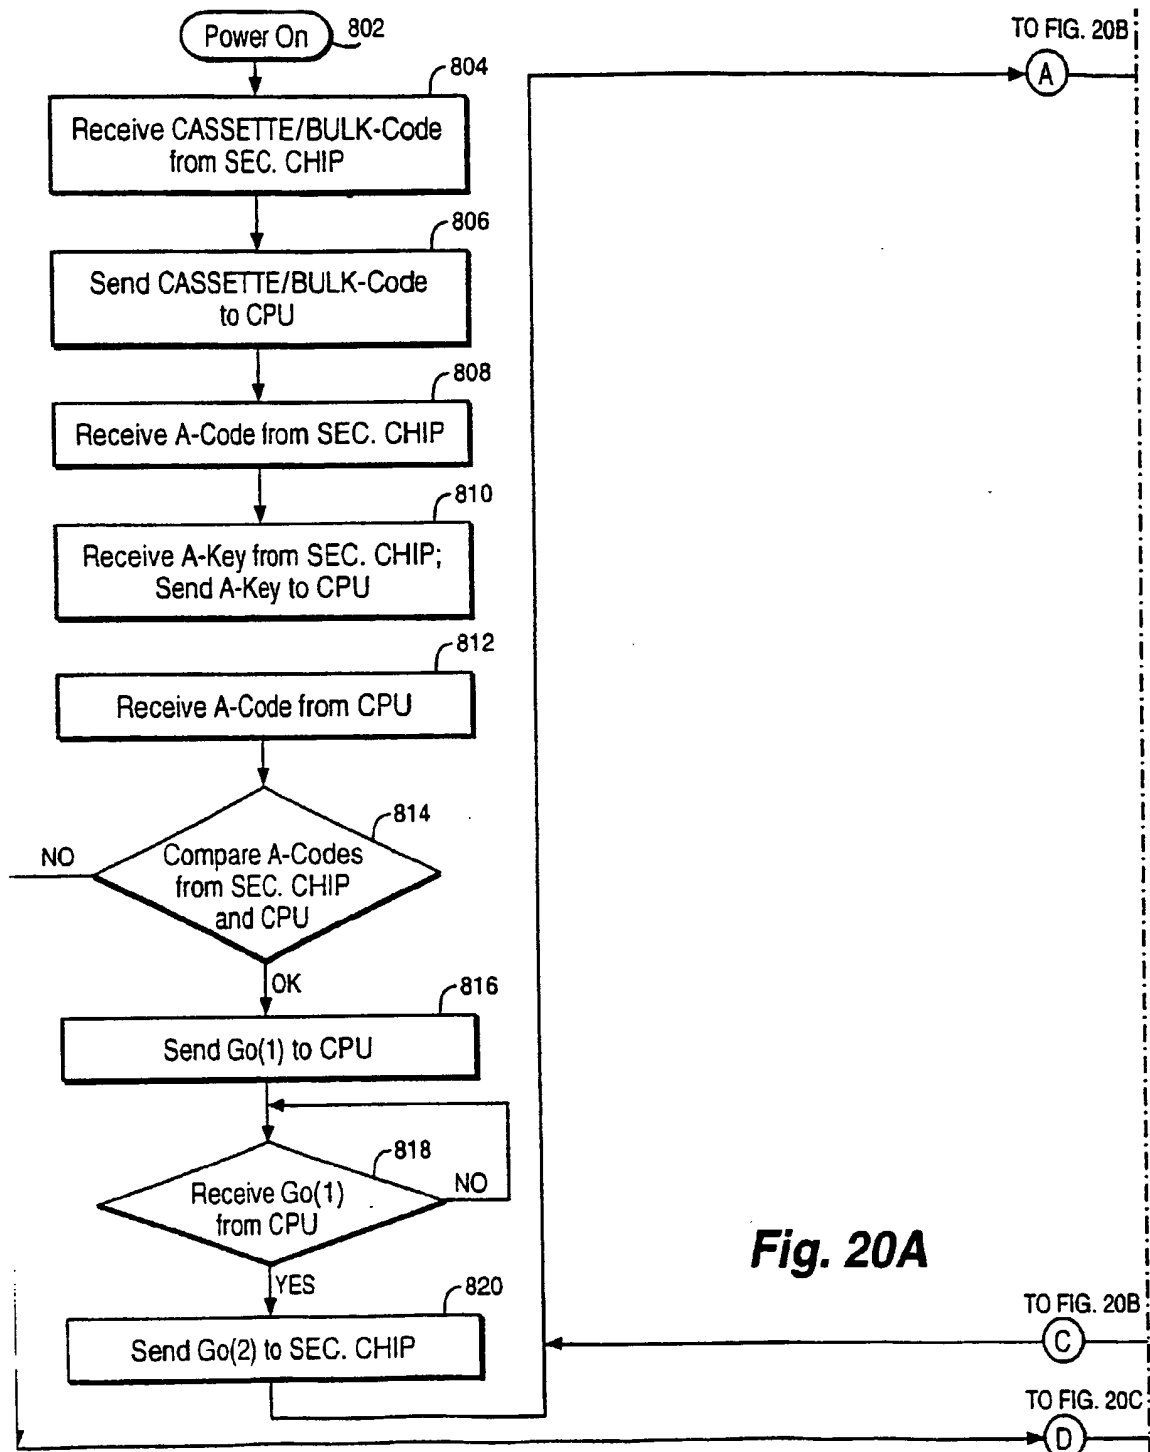 Power On
802
804
Receive CASSETTE/BULK-Code
from SEC. CHIP
806
Send CASSETTE/BULK-Code
to CPU
808
Receive A-Code from SEC. CHIP
810
Receive A-Key from SEC. CHIP;
Send A-Key to CPU
812
Receive A-Code from CPU
814
NO
Compare A-Codes
from SEC. CHIP
and CPU
OK
816
Send Go(1) to CPU
818
NO
Receive Go(1)
from CPU
YES
820
Send Go(2) to SEC. CHIP
TO FIG. 20B
A
Fig. 20A
TO FIG. 20B
C
TO FIG. 20C
D